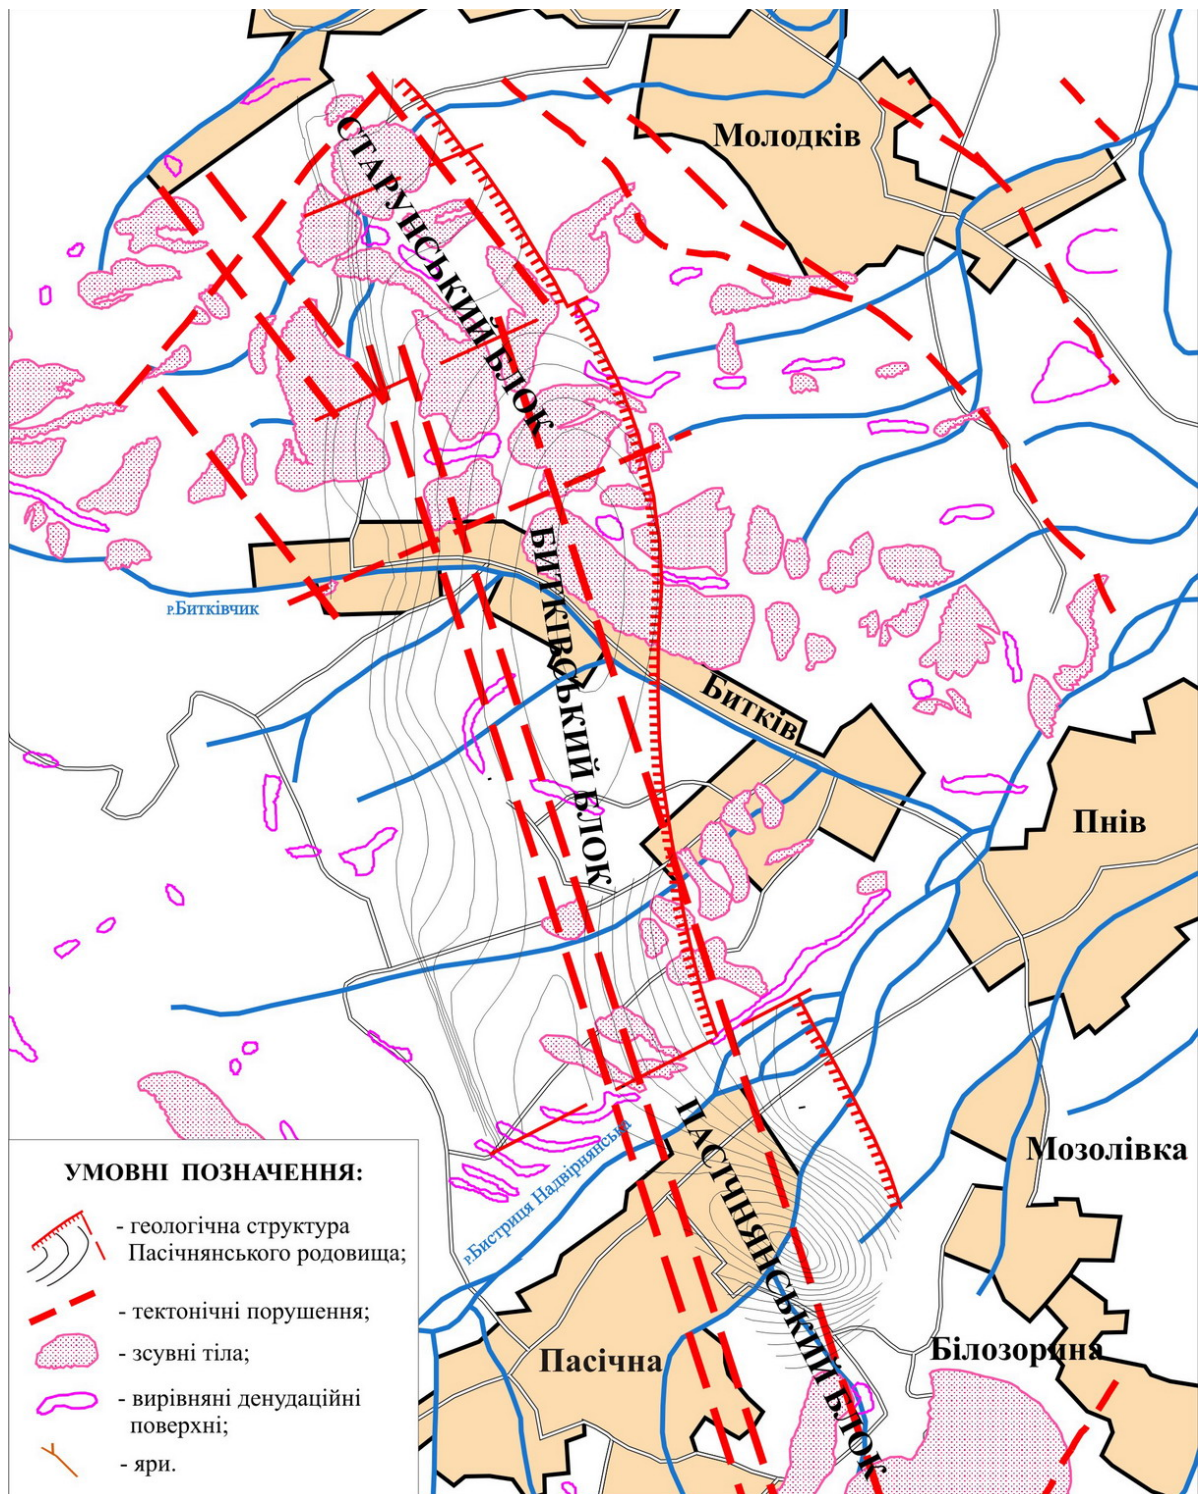 Молодків
СТАРУНСЬКИЙ БЛОК
БИТКІВСЬКИЙ БЛОК
р.Битківчик
Битків
Пнів
Мозолівка
ПАСІЧНЯНСЬКИЙ БЛОК
р.Бистриця Надвірнянська
Пасічна
Білозорина
УМОВНІ ПОЗНАЧЕННЯ:
- геологічна структура
Пасічнянського родовища;
- тектонічні порушення;
- зсувні тіла;
- вирівняні денудаційні
поверхні;
- яри.